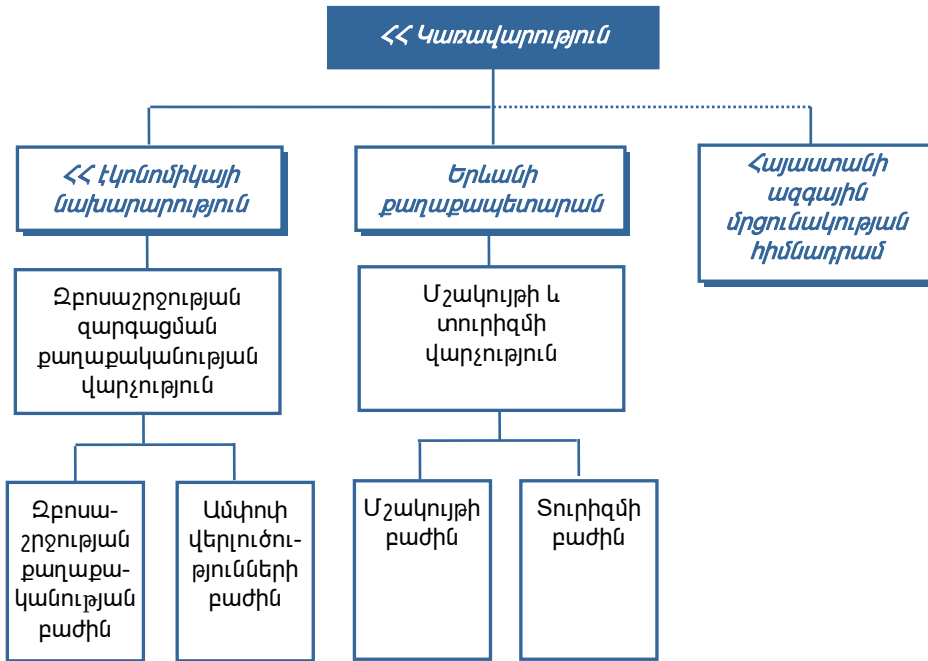 ՀՀ Կառավարություն
ՀՀ էկոնոմիկայի
նախարարություն
Երևանի
քաղաքապետարան
Հայաստանի
ազգային
մրցունակության
հիմնադրամ
Զբոսաշրջության
զարգացման
քաղաքականության
վարչություն
Մշակույթի և
տուրիզմի
վարչություն
Զբոսա-
շրջության
քաղաքա-
կանության
բաժին
Ամփոփ
վերլուծու-
թյունների
բաժին
Մշակույթի
բաժին
Տուրիզմի
բաժին